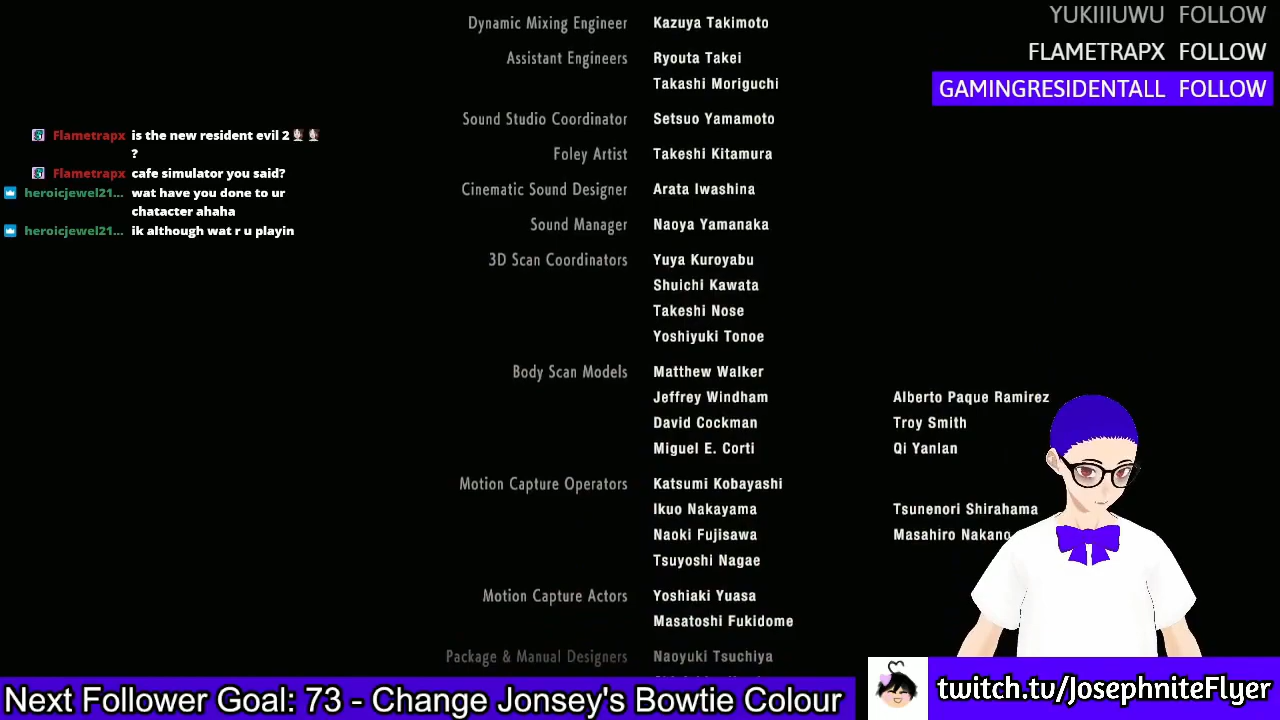 YUKIIIUWU FOLLOW
FLAMETRAPX FOLLOW
GAMINGRESIDENTALL FOLLOW
Flametrapx is the new resident evil 2
?
Flametrapx cafe simulator you said?
heroicjewel21... wat have you done to ur
chatacter ahaha
heroicjewel21... ik although wat r u playin
Dynamic Mixing Engineer Kazuya Takimoto
Assistant Engineers Ryouta Takei
Takashi Moriguchi
Sound Studio Coordinator Setsuo Yamamoto
Foley Artist Takeshi Kitamura
Cinematic Sound Designer Arata Iwashina
Sound Manager Naoya Yamanaka
3D Scan Coordinators Yuya Kuroyabu
Shuichi Kawata
Takeshi Nose
Yoshiyuki Tonoe
Body Scan Models Matthew Walker
Jeffrey Windham Alberto Paque Ramirez
David Cockman Troy Smith
Miguel E. Corti Qi Yanlan
Motion Capture Operators Katsumi Kobayashi
Ikuo Nakayama Tsunenori Shirahama
Naoki Fujisawa Masahiro Nakano
Tsuyoshi Nagae
Motion Capture Actors Yoshiaki Yuasa
Masatoshi Fukidome
Package & Manual Designers Naoyuki Tsuchiya
Next Follower Goal: 73 - Change Jonsey's Bowtie Colour
twitch.tv/JosephniteFlyer